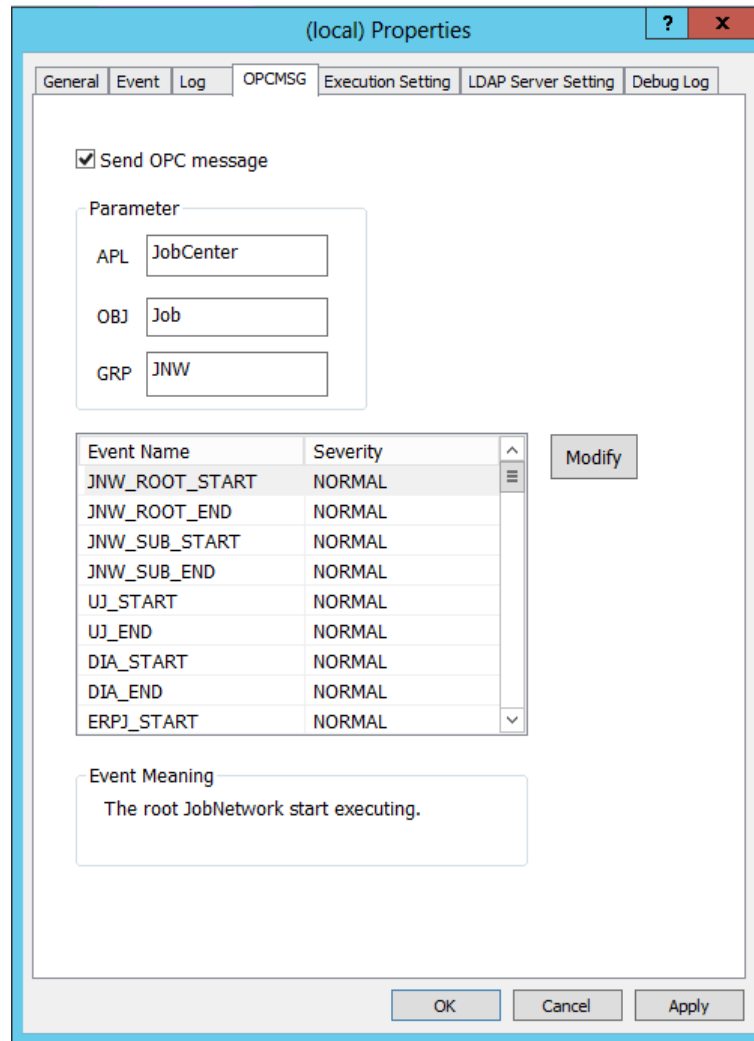 (local) Properties
? x
General Event Log OPCMSG Execution Setting LDAP Server Setting Debug Log
Send OPC message
Parameter
APL JobCenter
OBJ Job
GRP JNW
Event Name Severity
Modify
JNW_ROOT_START NORMAL
JNW_ROOT_END NORMAL
JNW_SUB_START NORMAL
JNW_SUB_END NORMAL
UJ_START NORMAL
UJ_END NORMAL
DIA_START NORMAL
DIA_END NORMAL
ERPJ_START NORMAL
Event Meaning
The root JobNetwork start executing.
OK Cancel Apply